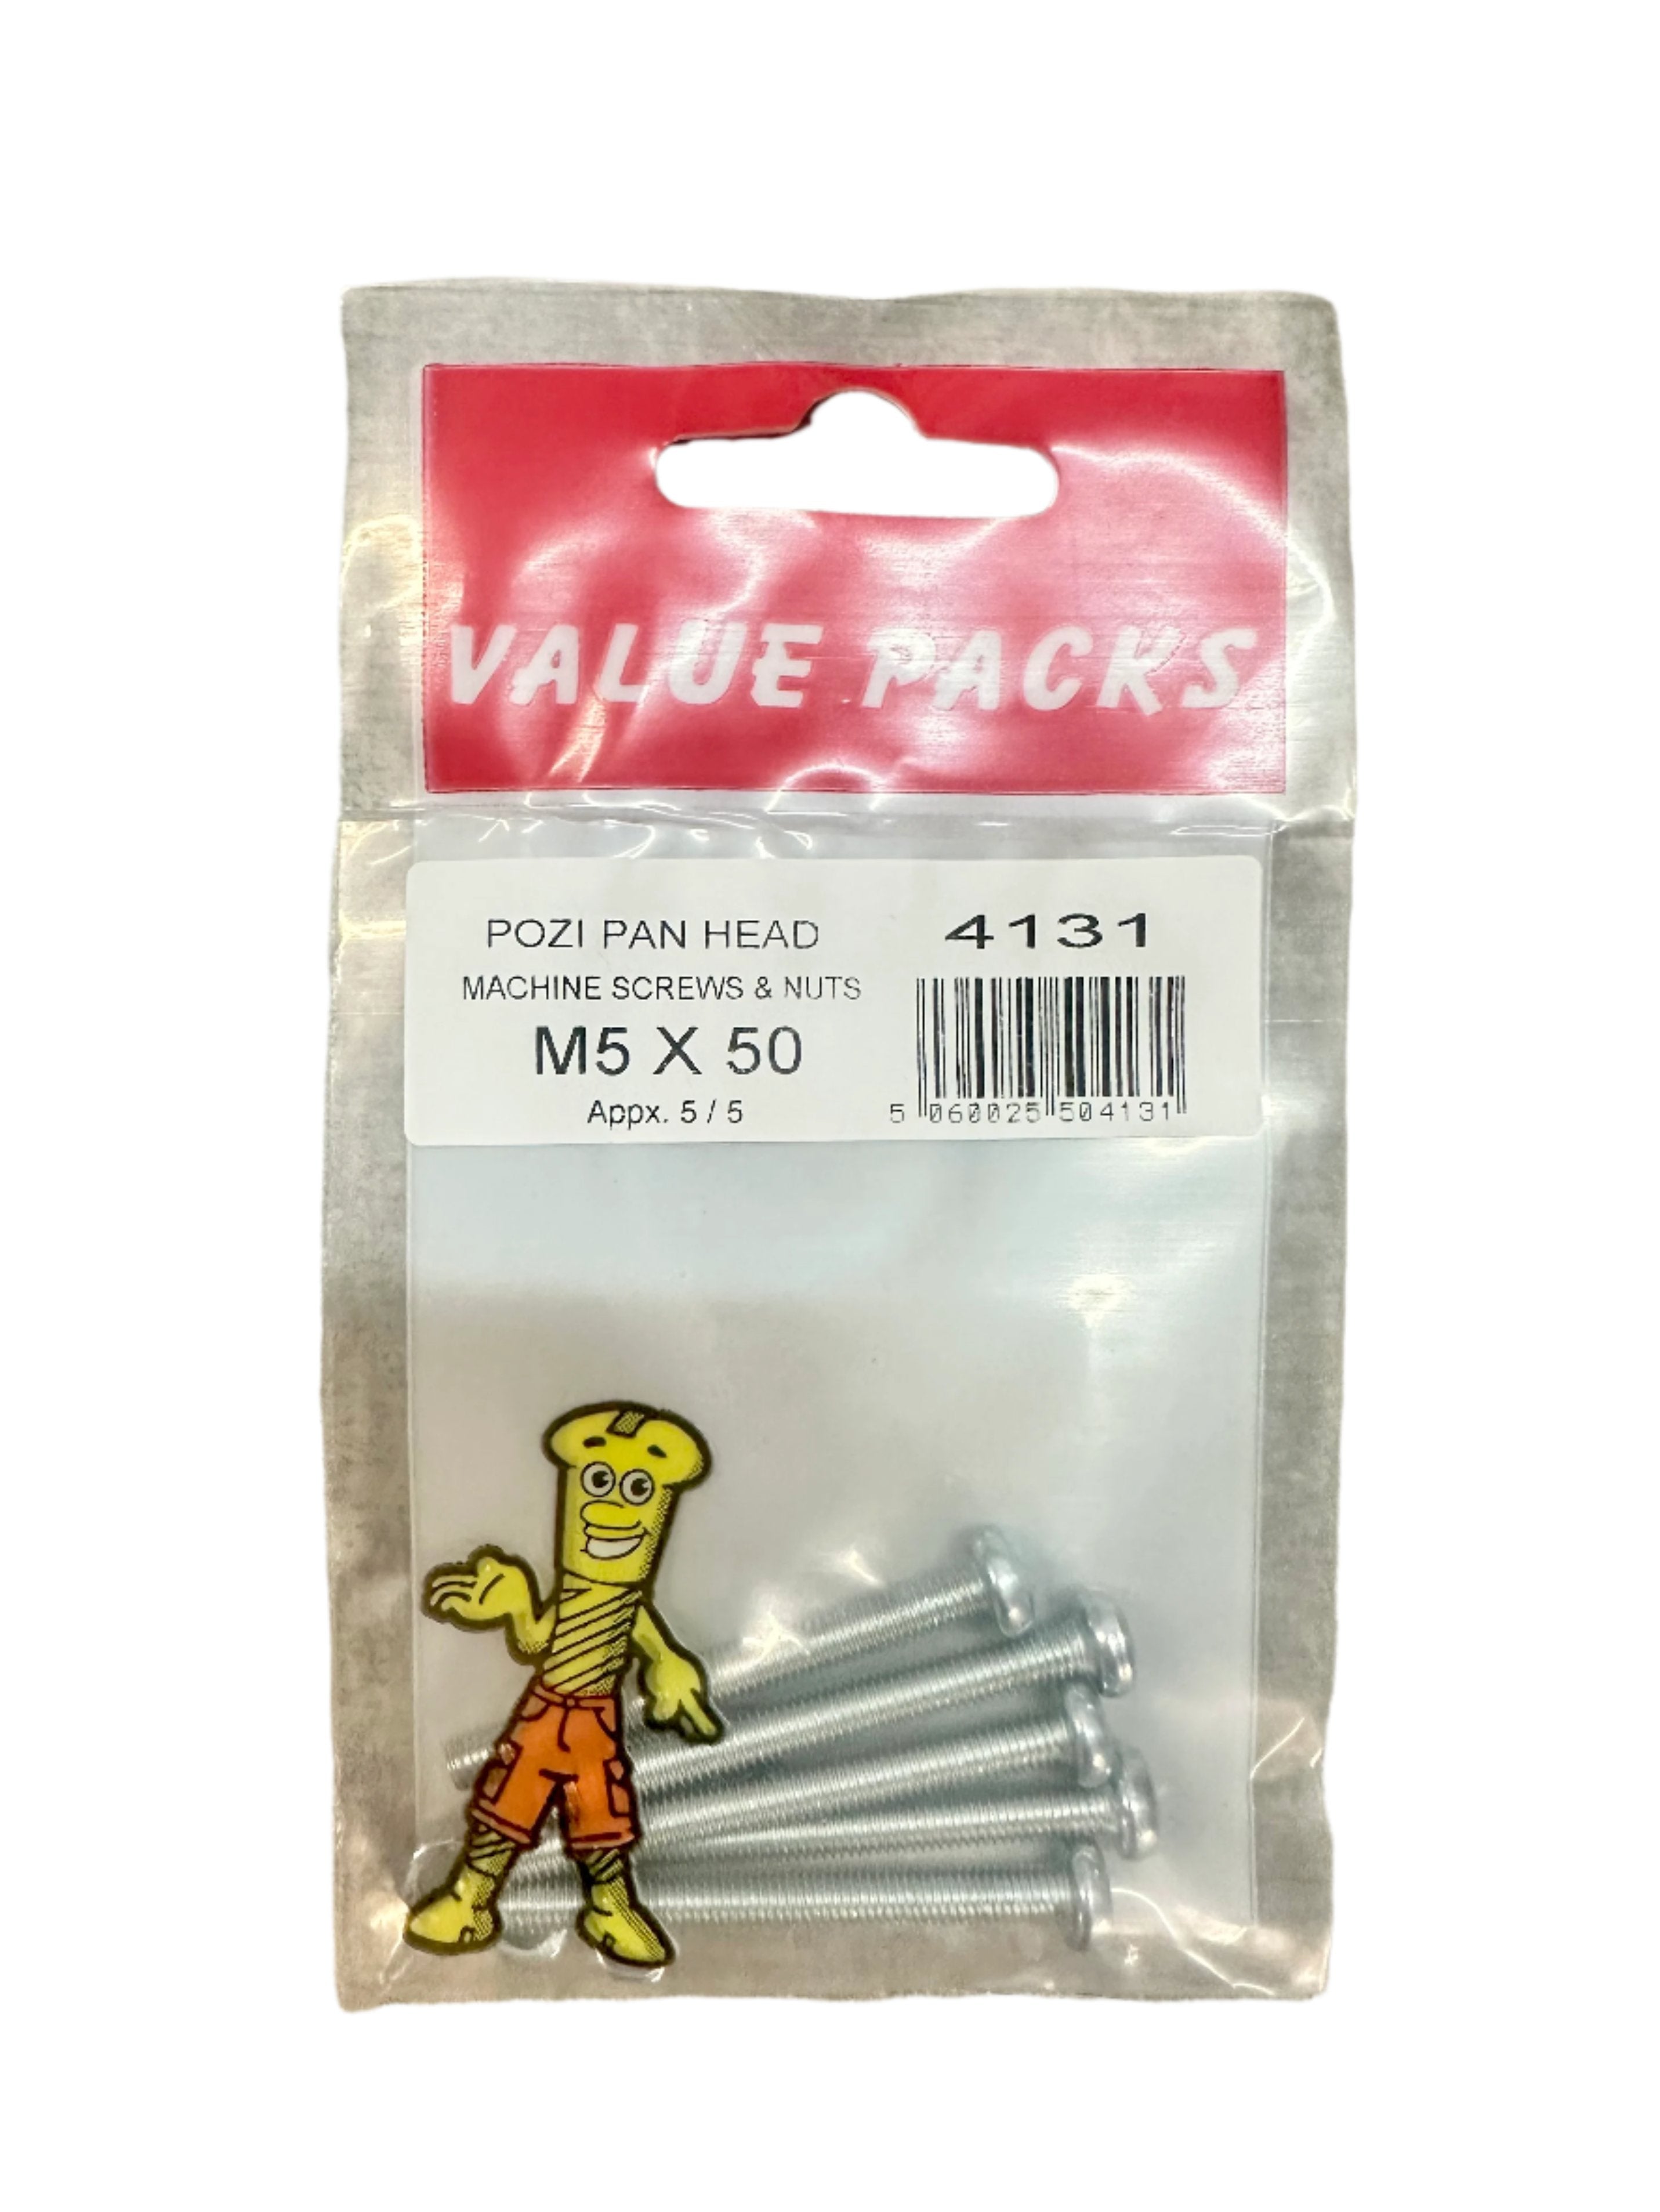 VALUE PACKS
POZI PAN HEAD
MACHINE SCREWS & NUTS
M5 X 50
Appx. 5 / 5
4131
5 060025 504131